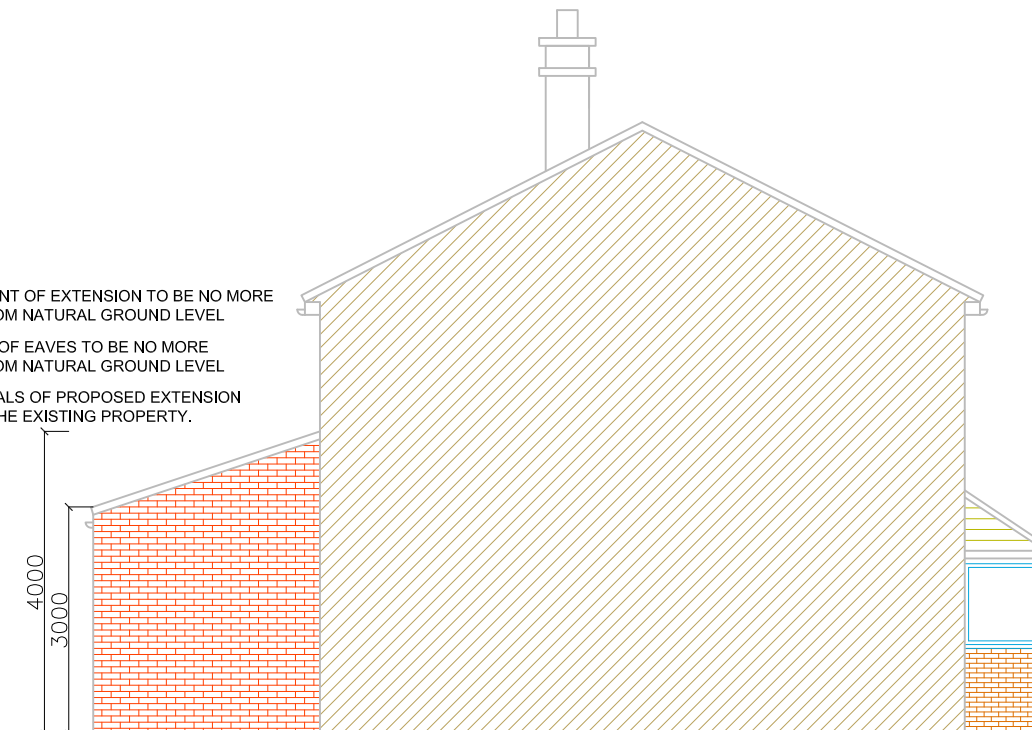 NT OF EXTENSION TO BE NO MORE
OM NATURAL GROUND LEVEL
OF EAVES TO BE NO MORE
OM NATURAL GROUND LEVEL
ALS OF PROPOSED EXTENSION
HE EXISTING PROPERTY.
4000
3000